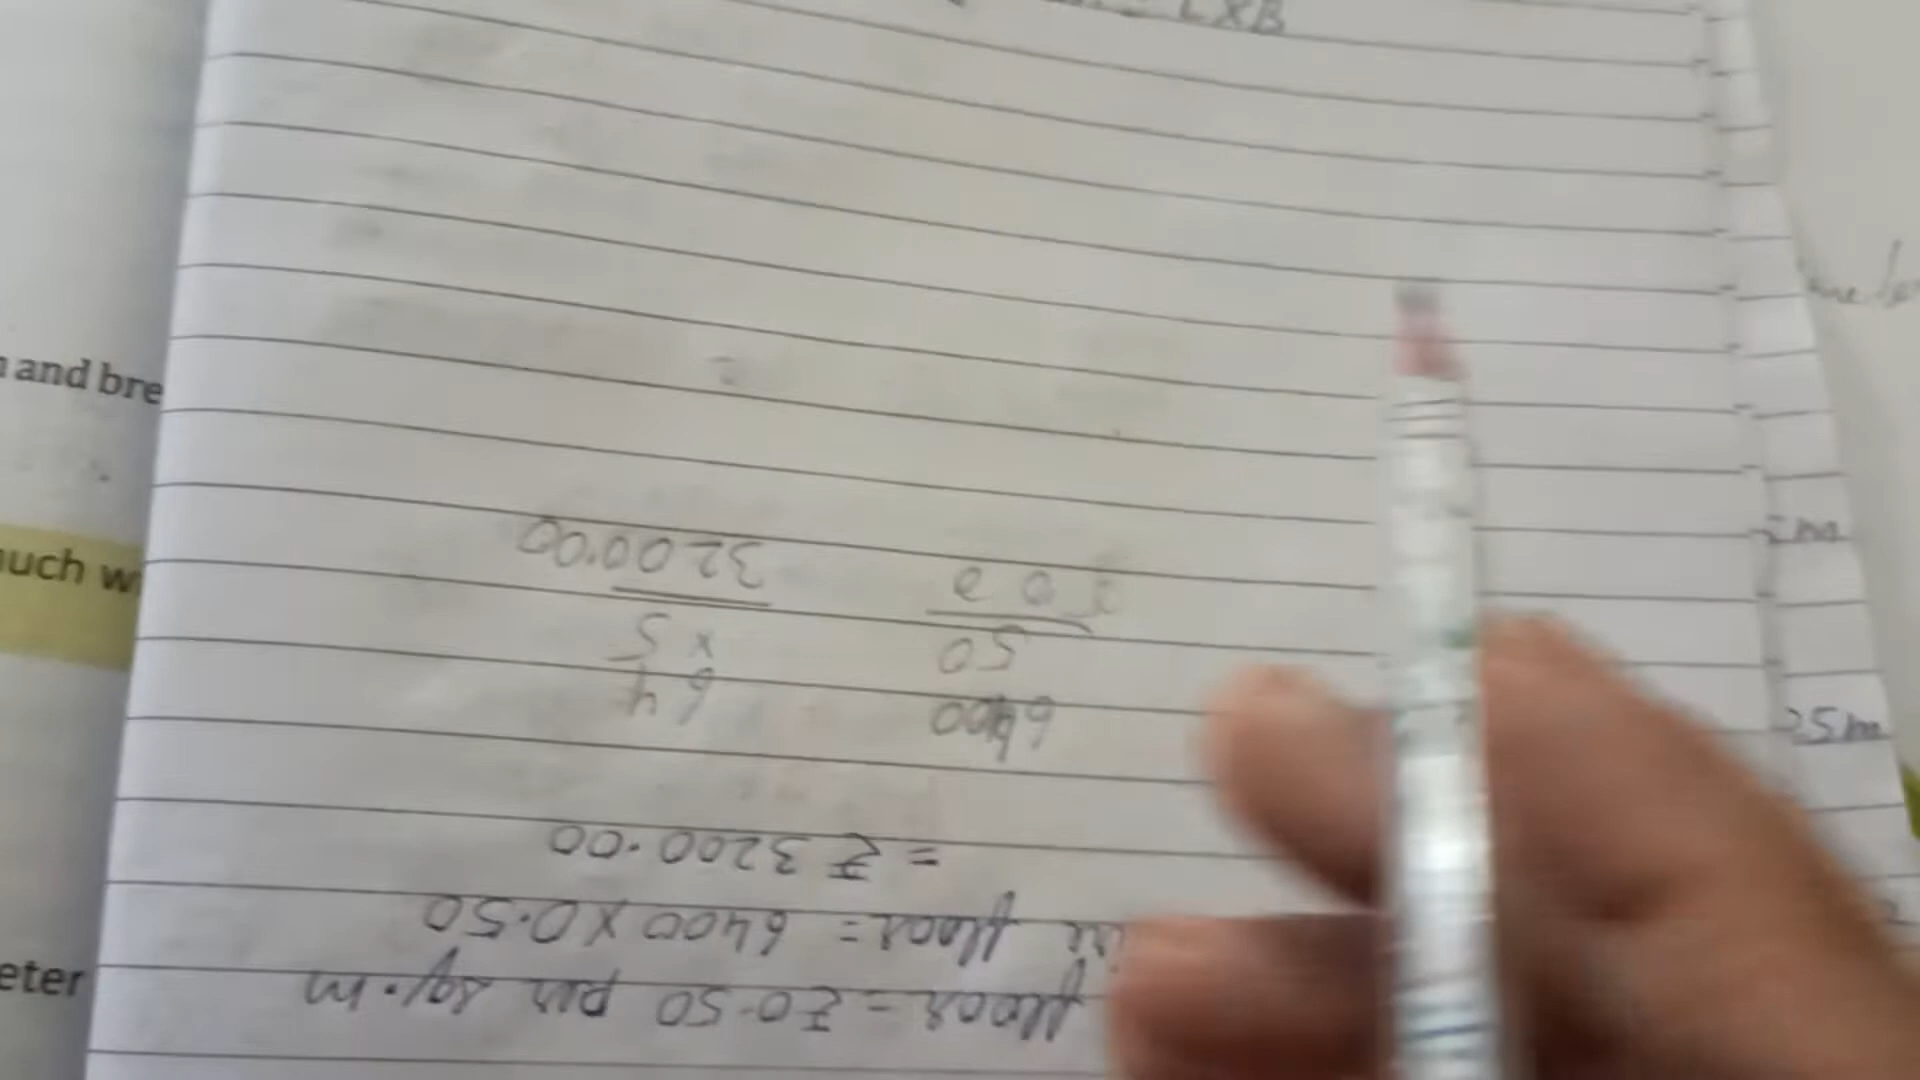 floor = ₹0.50 per sq.m
floor = 6400 X 0.50
= ₹ 3200.00
6400
50
64
x 5
3200.00
L X B
and bre
uch w
eter
25m